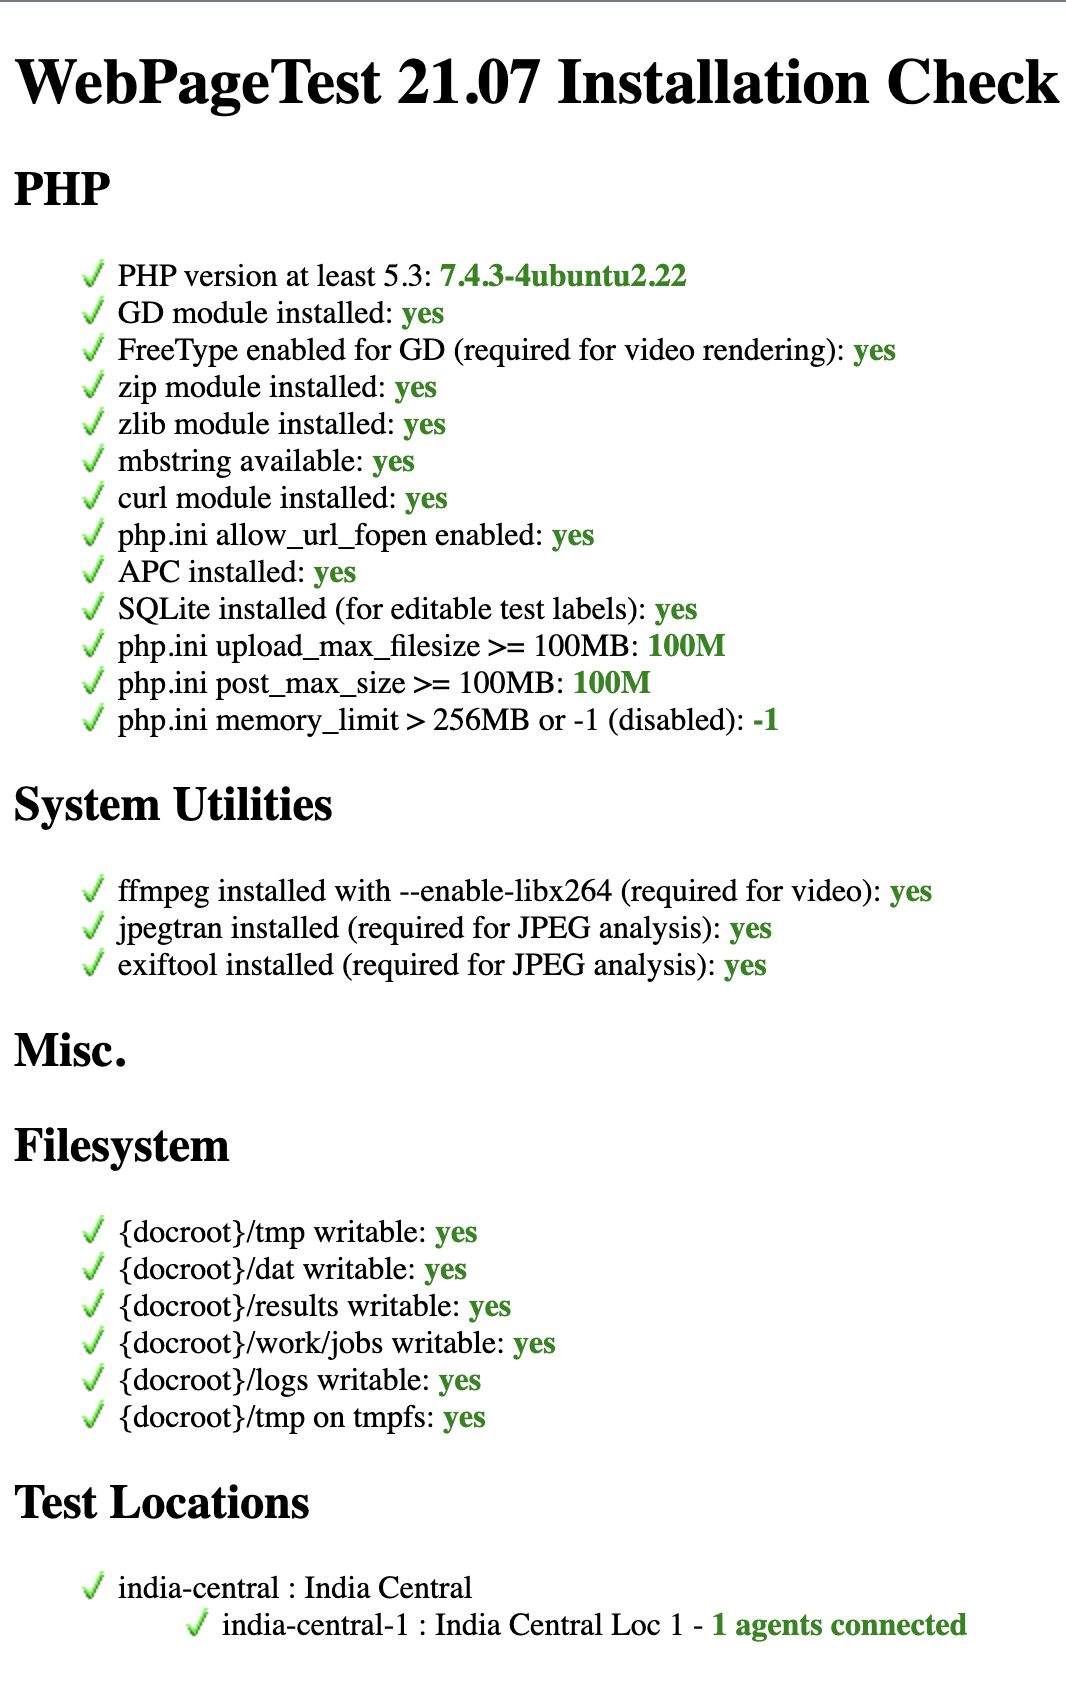 WebPageTest 21.07 Installation Check
PHP
PHP version at least 5.3: 7.4.3-4ubuntu2.22
GD module installed: yes
FreeType enabled for GD (required for video rendering): yes
zip module installed: yes
zlib module installed: yes
mbstring available: yes
curl module installed: yes
php.ini allow_url_fopen enabled: yes
APC installed: yes
SQLite installed (for editable test labels): yes
php.ini upload_max_filesize >= 100MB: 100M
php.ini post_max_size >= 100MB: 100M
php.ini memory_limit > 256MB or -1 (disabled): -1
System Utilities
ffmpeg installed with --enable-libx264 (required for video): yes
jpegtran installed (required for JPEG analysis): yes
exiftool installed (required for JPEG analysis): yes
Misc.
Filesystem
{docroot}/tmp writable: yes
{docroot}/dat writable: yes
{docroot}/results writable: yes
{docroot}/work/jobs writable: yes
{docroot}/logs writable: yes
{docroot}/tmp on tmpfs: yes
Test Locations
india-central : India Central
india-central-1 : India Central Loc 1 - 1 agents connected